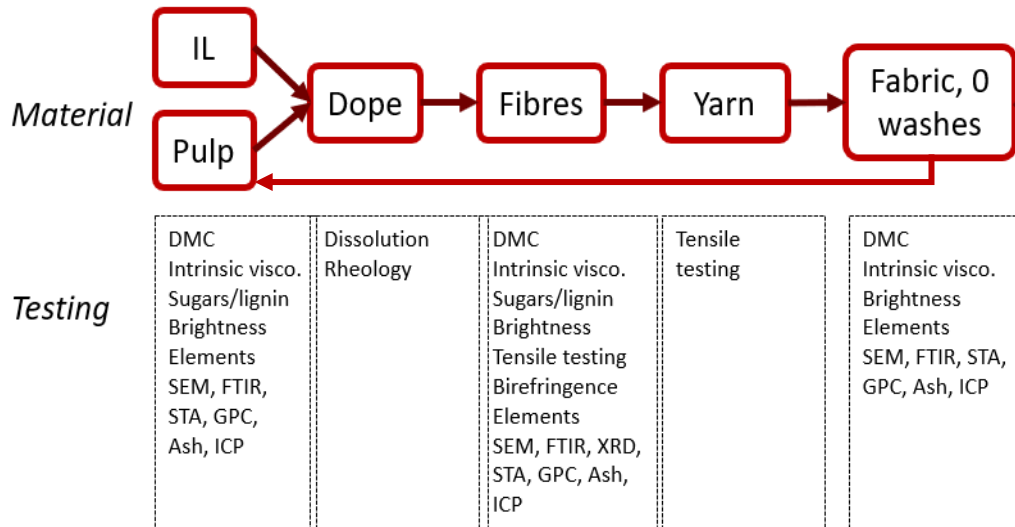 IL
Material
Dope
Fibres
Yarn
Fabric, 0
washes
Pulp
Testing
DMC
Intrinsic visco.
Sugars/lignin
Brightness
Elements
SEM, FTIR,
STA, GPC,
Ash, ICP
Dissolution
Rheology
DMC
Intrinsic visco.
Sugars/lignin
Brightness
Tensile testing
Birefringence
Elements
SEM, FTIR, XRD,
STA, GPC, Ash,
ICP
Tensile
testing
DMC
Intrinsic visco.
Brightness
Elements
SEM, FTIR, STA,
GPC, Ash, ICP